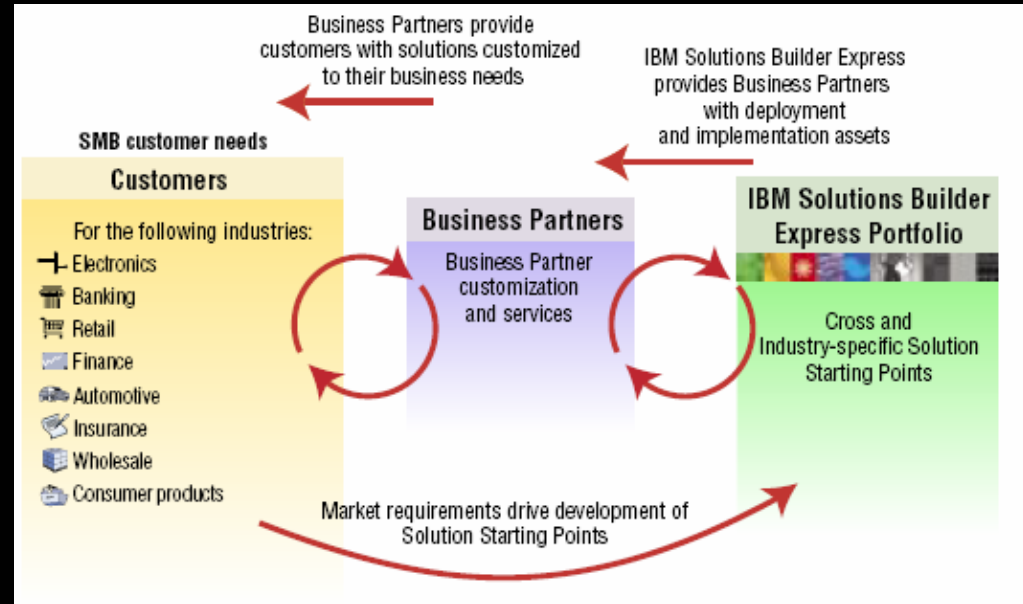 Business Partners provide
customers with solutions customized
to their business needs
IBM Solutions Builder Express
provides Business Partners
with deployment
and implementation assets
SMB customer needs
Customers
For the following industries:
Electronics
Banking
Retail
Finance
Automotive
Insurance
Wholesale
Consumer products
Business Partners
Business Partner
customization
and services
IBM Solutions Builder
Express Portfolio
Cross and
Industry-specific Solution
Starting Points
Market requirements drive development of
Solution Starting Points